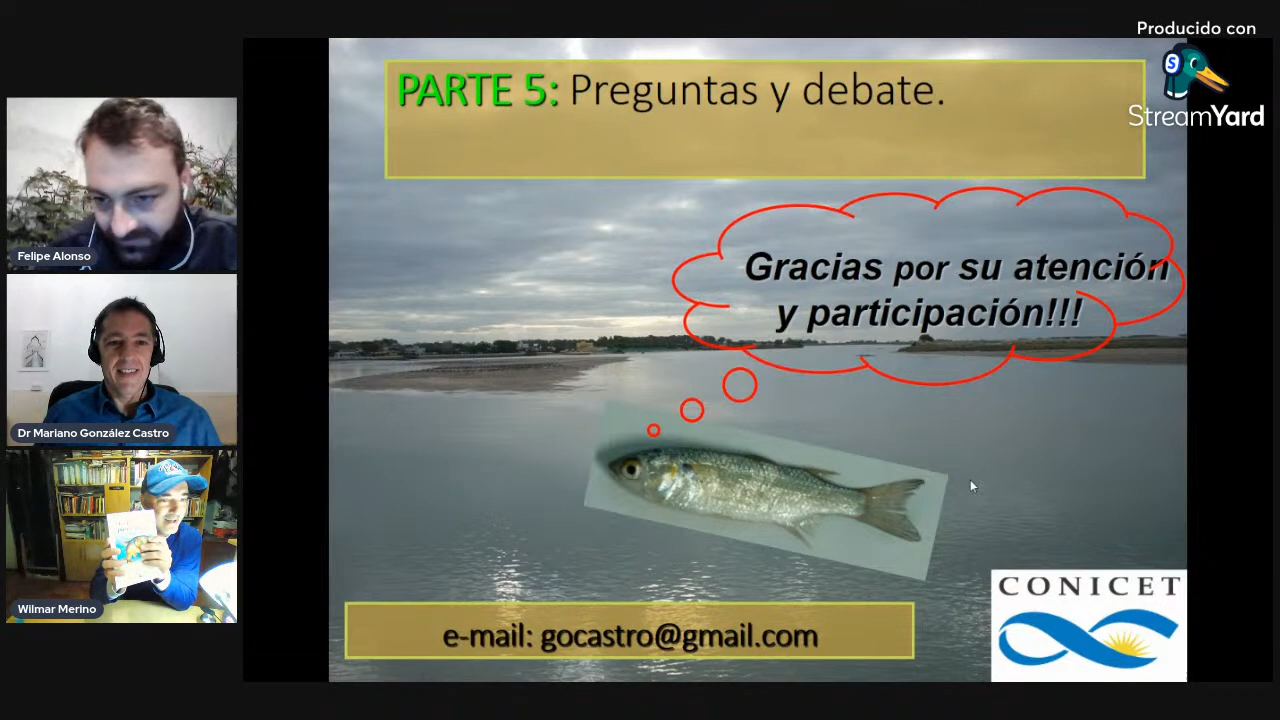 Producido con
StreamYard
PARTE 5: Preguntas y debate.
Gracias por su atención
y participación!!!
Felipe Alonso
Dr Mariano González Castro
Wilmar Merino
e-mail: gocastro@gmail.com
CONICET